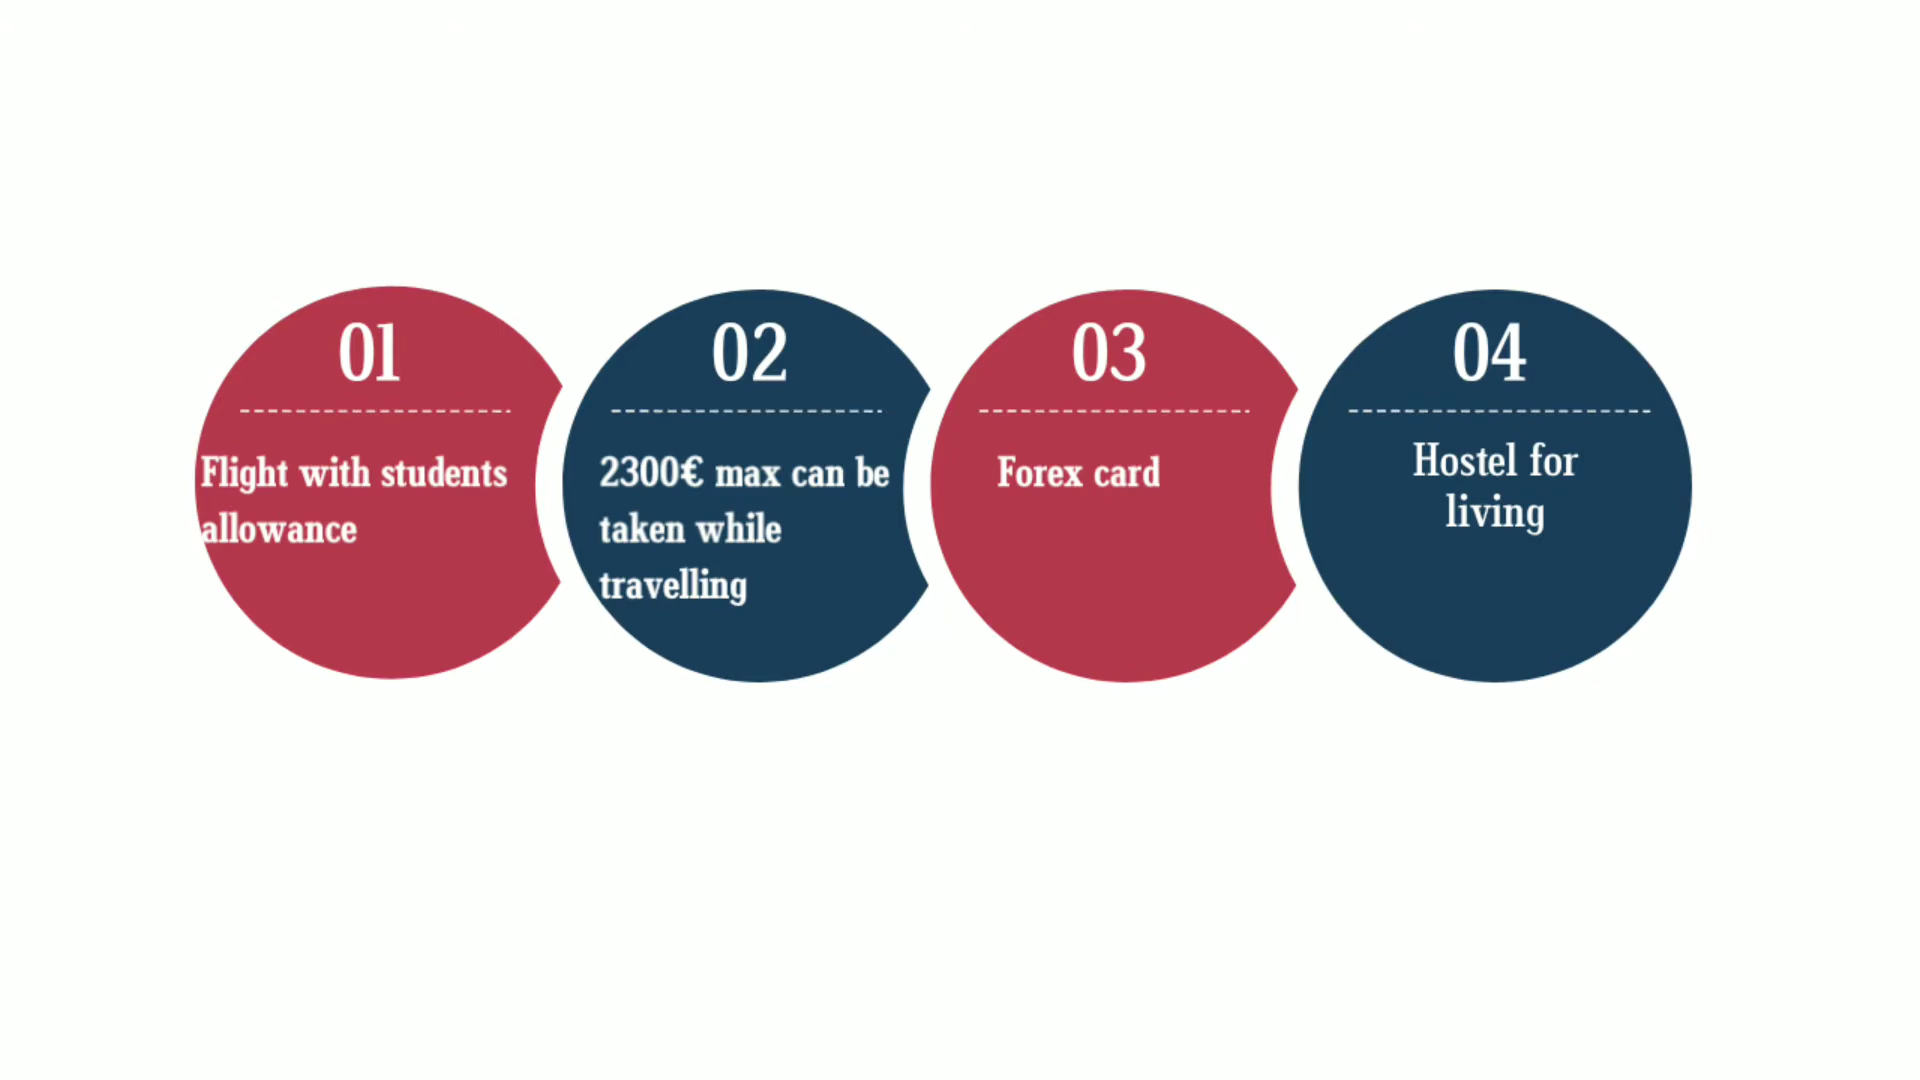 01
Flight with students
allowance
02
2300€ max can be
taken while
travelling
03
Forex card
04
Hostel for
living